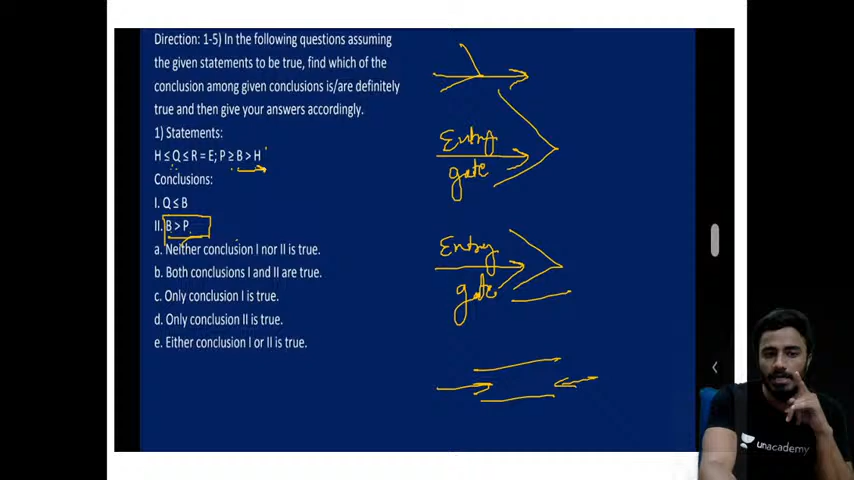 Direction: 1-5) In the following questions assuming
the given statements to be true, find which of the
conclusion among given conclusions is/are definitely
true and then give your answers accordingly.
1) Statements:
H ≤ Q ≤ R = E; P ≥ B > H
Conclusions:
I. Q ≤ B
II. B > P
a. Neither conclusion I nor II is true.
b. Both conclusions I and II are true.
c. Only conclusion I is true.
d. Only conclusion II is true.
e. Either conclusion I or II is true.
Entry
gate
Entry
gate
unacademy